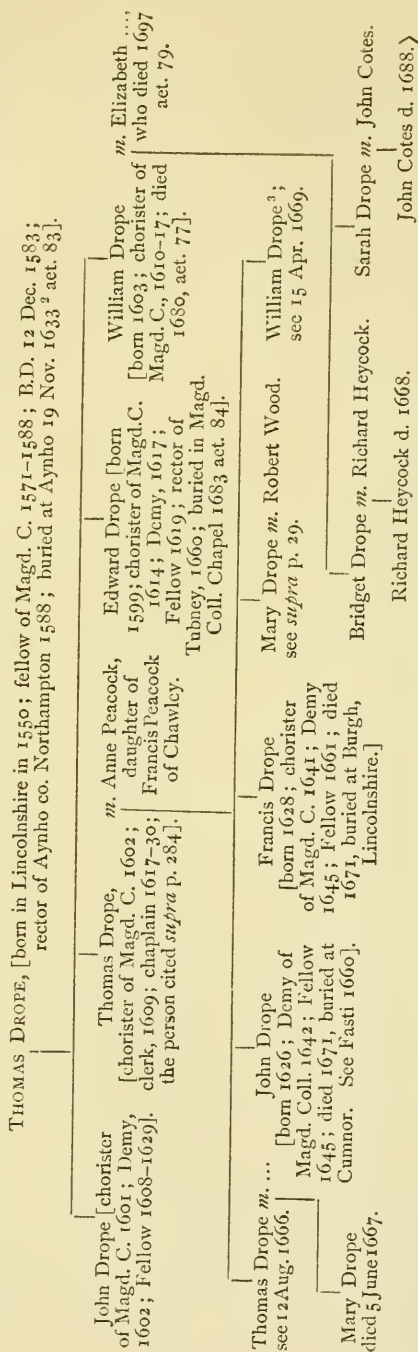 THOMAS DROPE, [born in Lincolnshire in 1550; fellow of Magd. C. 1571-1588; B.D. 12 Dec. 1583;
rector of Aynho co. Northampton 1588; buried at Aynho 19 Nov. 1633 ² aet. 83].
John Drope [chorister
of Magd. C. 1601; Demy,
1602; Fellow 1608-1629].
Thomas Drope,
[chorister of Magd. C. 1602;
clerk, 1609; chaplain 1617-30;
the person cited supra p. 284].
m. Anne Peacock,
daughter of
Francis Peacock
of Chawley.
Edward Drope [born
1599; chorister of Magd. C.
1614; Demy, 1617;
Fellow 1619; rector of
Tubney, 1660; buried in Magd.
Coll. Chapel 1683 aet. 84].
William Drope
[born 1603; chorister of
Magd. C., 1610-17; died
1680, aet. 77].
m. Elizabeth ...,
who died 1697
aet. 79.
Thomas Drope m. ...
see 12 Aug. 1666.
John Drope
[born 1626; Demy of
Magd. Coll. 1642; Fellow
1645; died 1671, buried at
Cumnor. See Fasti 1660].
Francis Drope
[born 1628; chorister
of Magd. C. 1641; Demy
1645; Fellow 1661; died
1671, buried at Burgh,
Lincolnshire.]
Mary Drope m. Robert Wood.
see supra p. 29.
William Drope ³;
see 15 Apr. 1669.
Mary Drope
died 5 June 1667.
Bridget Drope m. Richard Heycock.
Richard Heycock d. 1668.
Sarah Drope m. John Cotes.
John Cotes d. 1688.⟩